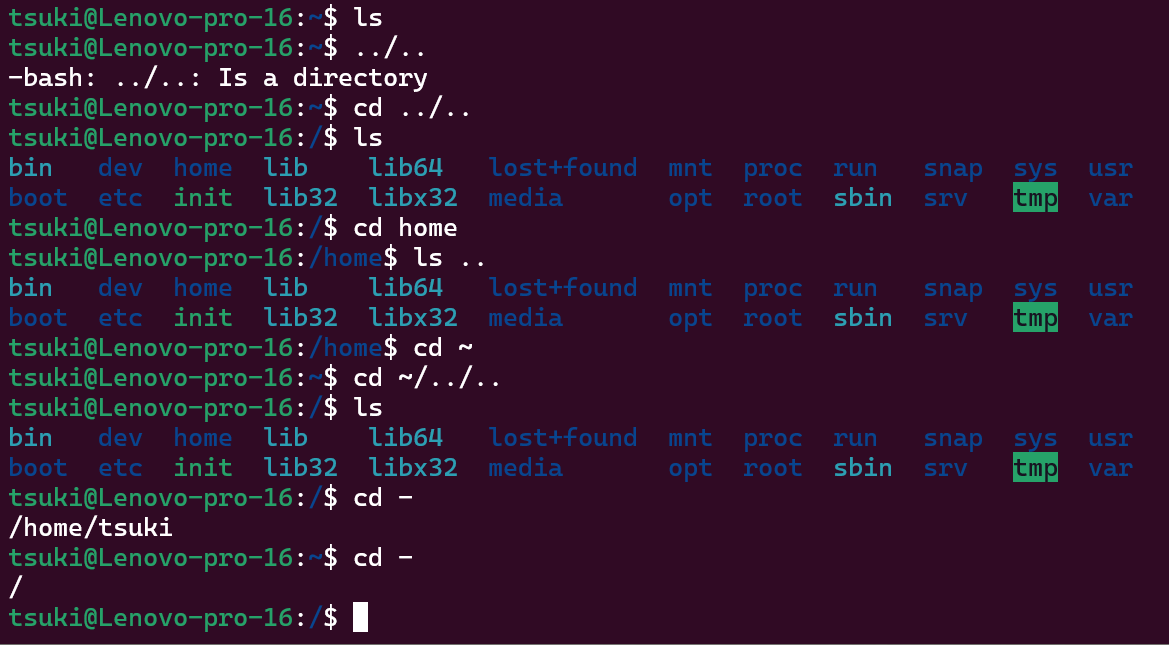 tsuki@Lenovo-pro-16:~$ ls
tsuki@Lenovo-pro-16:~$ ../..
-bash: ../..: Is a directory
tsuki@Lenovo-pro-16:~$ cd ../..
tsuki@Lenovo-pro-16:/$ ls
bin   dev  home  lib    lib64   lost+found  mnt  proc  run   snap  sys  usr
boot  etc  init  lib32  libx32  media       opt  root  sbin  srv   tmp  var
tsuki@Lenovo-pro-16:/$ cd home
tsuki@Lenovo-pro-16:/home$ ls ..
bin   dev  home  lib    lib64   lost+found  mnt  proc  run   snap  sys  usr
boot  etc  init  lib32  libx32  media       opt  root  sbin  srv   tmp  var
tsuki@Lenovo-pro-16:/home$ cd ~
tsuki@Lenovo-pro-16:~$ cd ~/../..
tsuki@Lenovo-pro-16:/$ ls
bin   dev  home  lib    lib64   lost+found  mnt  proc  run   snap  sys  usr
boot  etc  init  lib32  libx32  media       opt  root  sbin  srv   tmp  var
tsuki@Lenovo-pro-16:/$ cd -
/home/tsuki
tsuki@Lenovo-pro-16:~$ cd -
/
tsuki@Lenovo-pro-16:/$